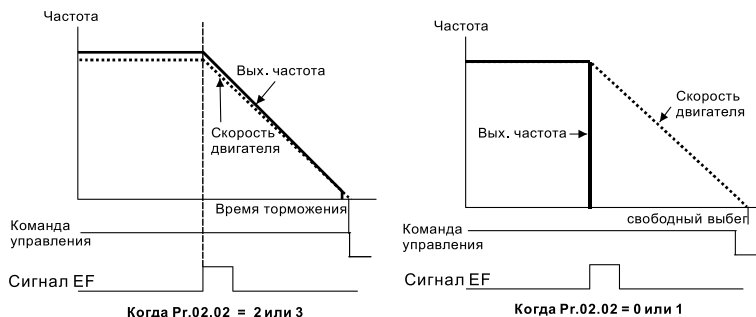 Частота
Вых. частота
Скорость
двигателя
Время торможения
Команда
управления
Сигнал EF
Когда Pr.02.02 = 2 или 3
Частота
Скорость
двигателя
Вых. частота
свободный выбег
Команда
управления
Сигнал EF
Когда Pr.02.02 = 0 или 1